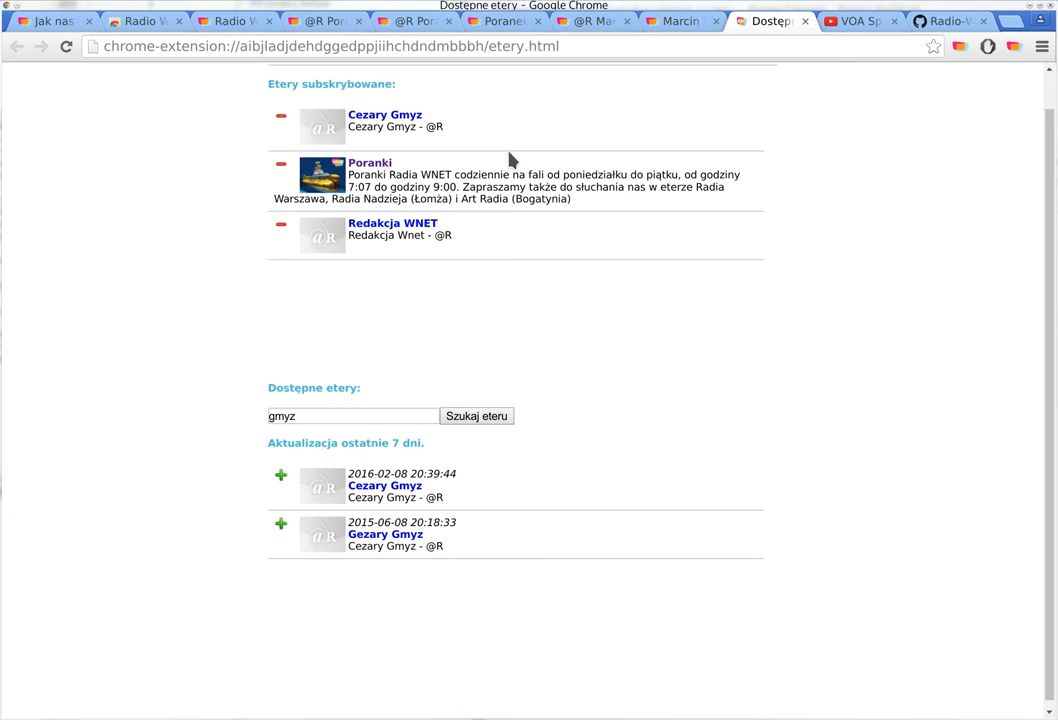 Dostępne etery - Google Chrome
Jak nas
Radio W
Radio W
@R Por
@R Por
Poranek
@R Mar
Marcin
Dostęp
VOA Sp
Radio-W
chrome-extension://aibjladjdehdggedppjiihchdndmbbbh/etery.html
Etery subskrybowane:
@R
Cezary Gmyz
Cezary Gmyz - @R
Poranki
Poranki Radia WNET codziennie na fali od poniedziałku do piątku, od godziny
7:07 do godziny 9:00. Zapraszamy także do słuchania nas w eterze Radia
Warszawa, Radia Nadzieja (Łomża) i Art Radia (Bogatynia)
@R
Redakcja WNET
Redakcja Wnet - @R
Dostępne etery:
gmyz
Szukaj eteru
Aktualizacja ostatnie 7 dni.
@R
2016-02-08 20:39:44
Cezary Gmyz
Cezary Gmyz - @R
@R
2015-06-08 20:18:33
Gezary Gmyz
Cezary Gmyz - @R